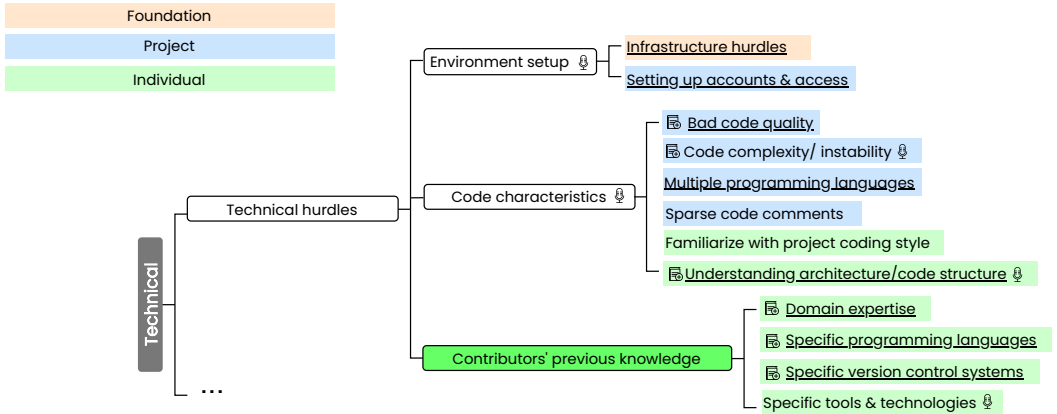 Foundation
Project
Individual
Technical
Technical hurdles
...
Environment setup
Infrastructure hurdles
Setting up accounts & access
Code characteristics
Bad code quality
Code complexity/ instability
Multiple programming languages
Sparse code comments
Familiarize with project coding style
Understanding architecture/code structure
Contributors' previous knowledge
Domain expertise
Specific programming languages
Specific version control systems
Specific tools & technologies